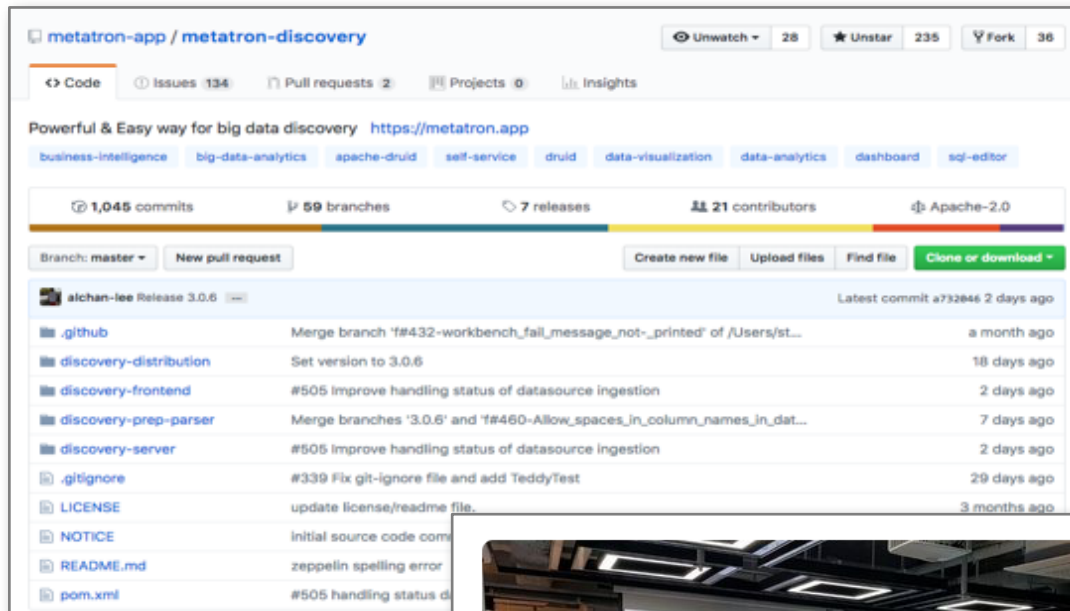 metatron-app / metatron-discovery Unwatch 28 Unstar 235 Fork 36
Code Issues 134 Pull requests 2 Projects 0 Insights
Powerful & Easy way for big data discovery https://metatron.app
business-intelligence big-data-analytics apache-druid self-service druid data-visualization data-analytics dashboard sql-editor
1,045 commits 59 branches 7 releases 21 contributors Apache-2.0
Branch: master New pull request Create new file Upload files Find file Clone or download
alchan-lee Release 3.0.6 Latest commit a732046 2 days ago
.github Merge branch 'f#432-workbench_fail_message_not-_printed' of /Users/st... a month ago
discovery-distribution Set version to 3.0.6 18 days ago
discovery-frontend #505 Improve handling status of datasource ingestion 2 days ago
discovery-prep-parser Merge branches '3.0.6' and 'f#460-Allow_spaces_in_column_names_in_dat... 7 days ago
discovery-server #505 Improve handling status of datasource ingestion 2 days ago
.gitignore #339 Fix git-ignore file and add TeddyTest 29 days ago
LICENSE update license/readme file. 3 months ago
NOTICE initial source code com
README.md zeppelin spelling error
pom.xml #505 handling status d